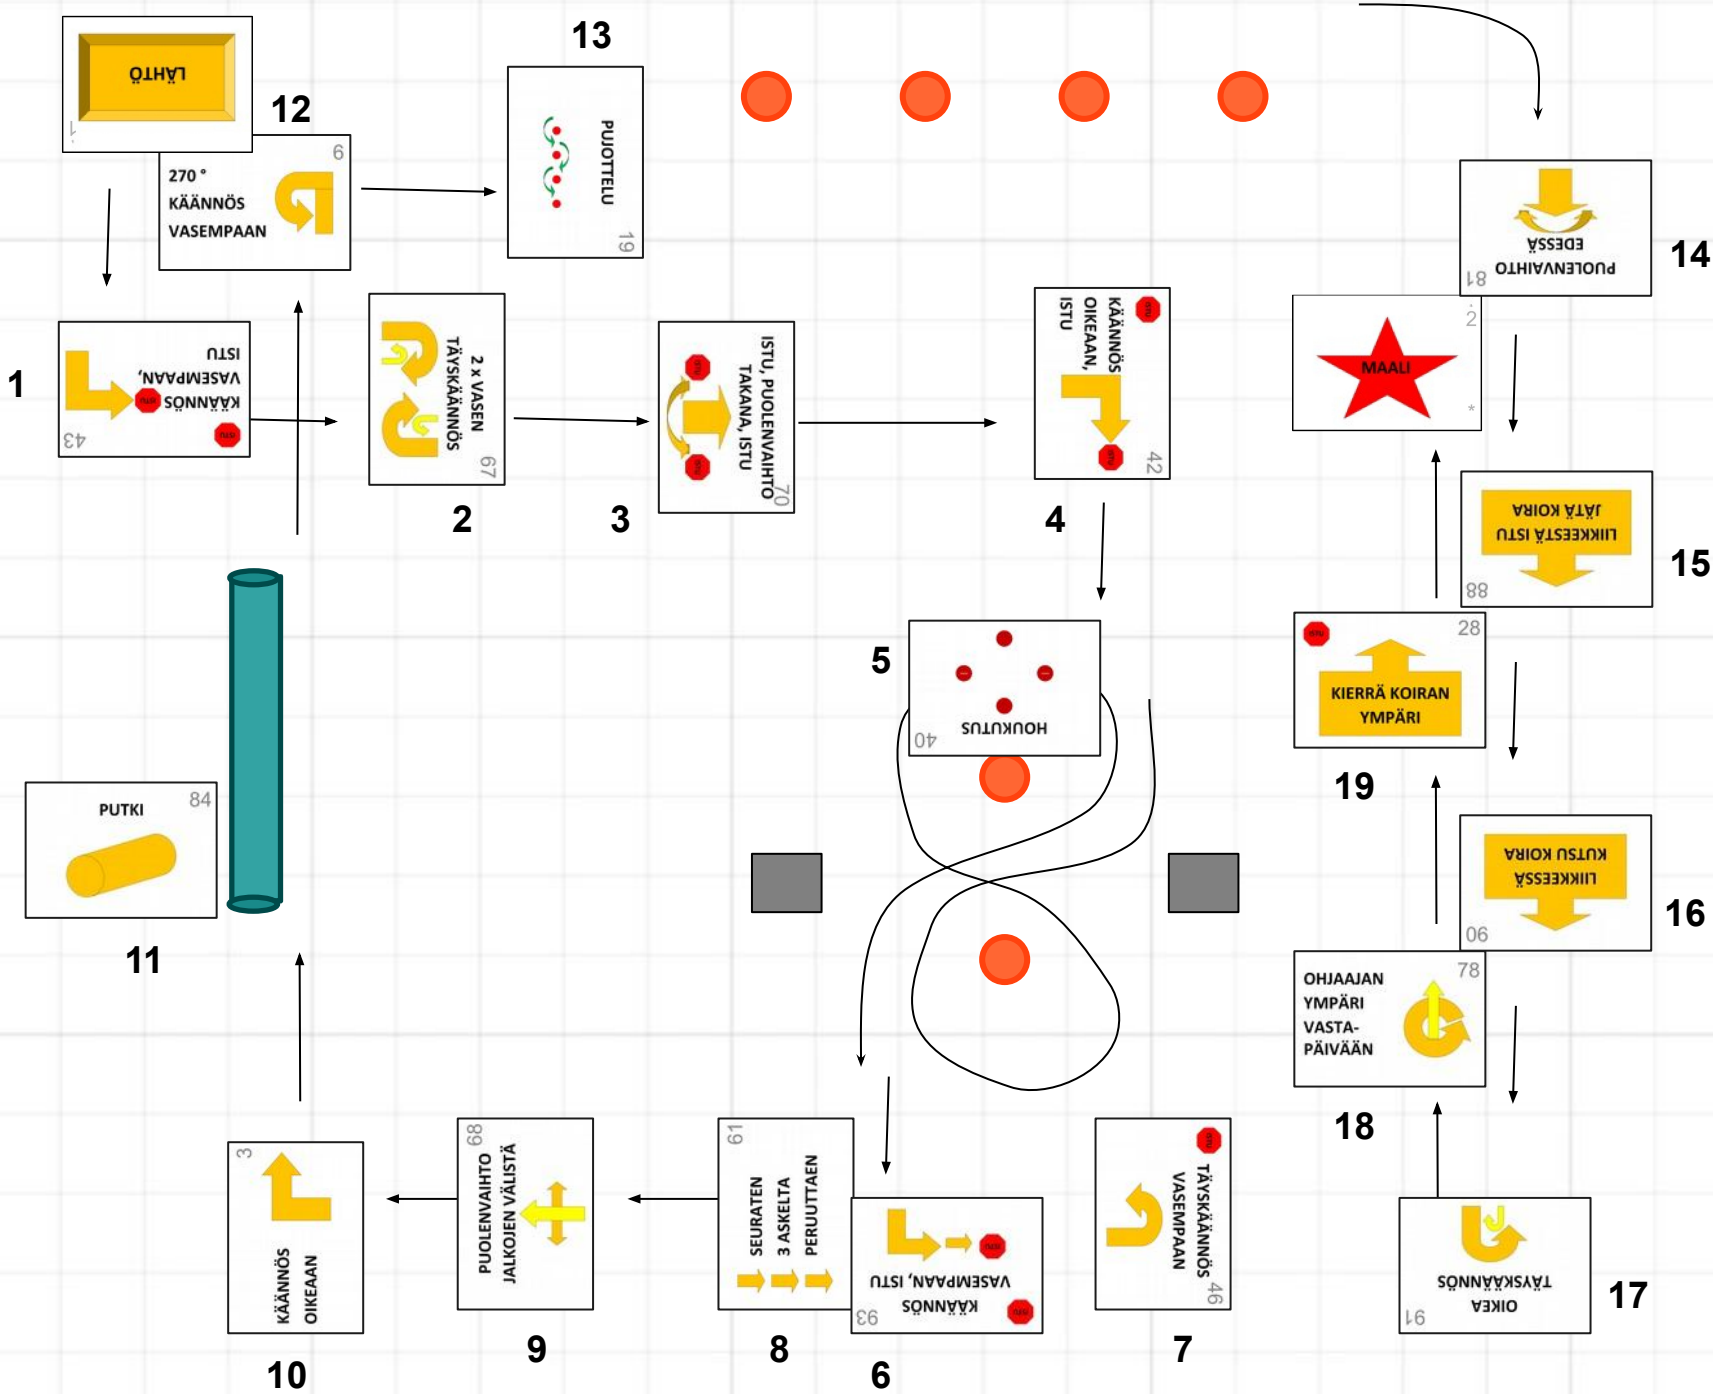 LÄHTÖ
1.
12
270 °
KÄÄNNÖS
VASEMPAAN
9
13
PUJOTTELU
19
PUOLENVAIHTO
EDESSÄ
81
14
1
KÄÄNNÖS
VASEMPAAN,
ISTU
43
2 x VASEN
TÄYSKÄÄNNÖS
67
2
ISTU, PUOLENVAIHTO
TAKANA, ISTU
70
3
KÄÄNNÖS
OIKEAAN,
ISTU
42
4
MAALI
2
*
LIIKKEESTÄ ISTU
JÄTÄ KOIRA
88
15
5
HOUKUTUS
40
28
KIERRÄ KOIRAN
YMPÄRI
19
LIIKKEESSÄ
KUTSU KOIRA
90
16
PUTKI
84
11
OHJAAJAN
YMPÄRI
VASTA-
PÄIVÄÄN
78
18
3
KÄÄNNÖS
OIKEAAN
10
68
PUOLENVAIHTO
JALKOJEN VÄLISTÄ
9
61
SEURATEN
3 ASKELTA
PERUUTTAEN
8
KÄÄNNÖS
VASEMPAAN, ISTU
93
6
TÄYSKÄÄNNÖS
VASEMPAAN
46
7
OIKEA
TÄYSKÄÄNNÖS
91
17